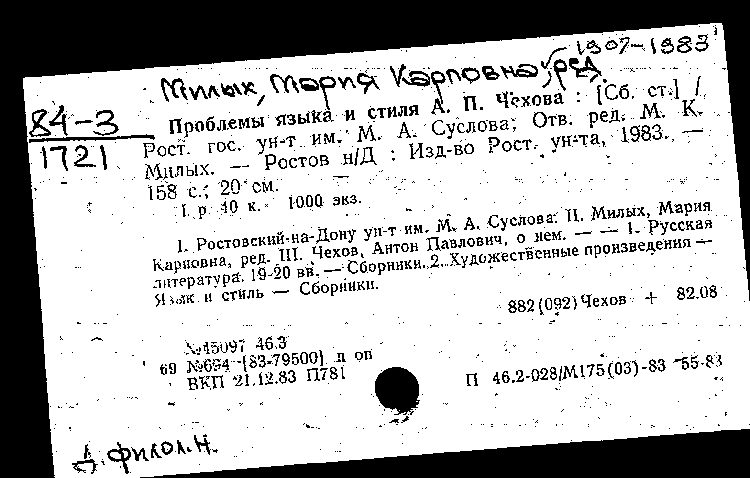 1907-1983
Милых, Мария Карповна, ред.
84-3
1721
Проблемы языка и стиля А. П. Чехова : [Сб. ст.] /
Рост. гос. ун-т им. М. А. Суслова; Отв. ред. М. К.
Милых. — Ростов н/Д : Изд-во Рост. ун-та, 1983. —
158 с.; 20 см.
1 р. 40 к. 1000 экз.
1. Ростовский-на-Дону ун-т им. М. А. Суслова. II. Милых, Мария
Карповна, ред. III. Чехов, Антон Павлович, о нем. — — 1. Русская
литература. 19-20 вв. — Сборники. 2. Художественные произведения —
Язык и стиль — Сборники.
882(092)Чехов + 82.08
№45097 46.3
69 №694 [83-79500] п оп
ВКП 21.12.83 П781
П 46.2-028/М175(03)-83 55-83
Д. филол. н.